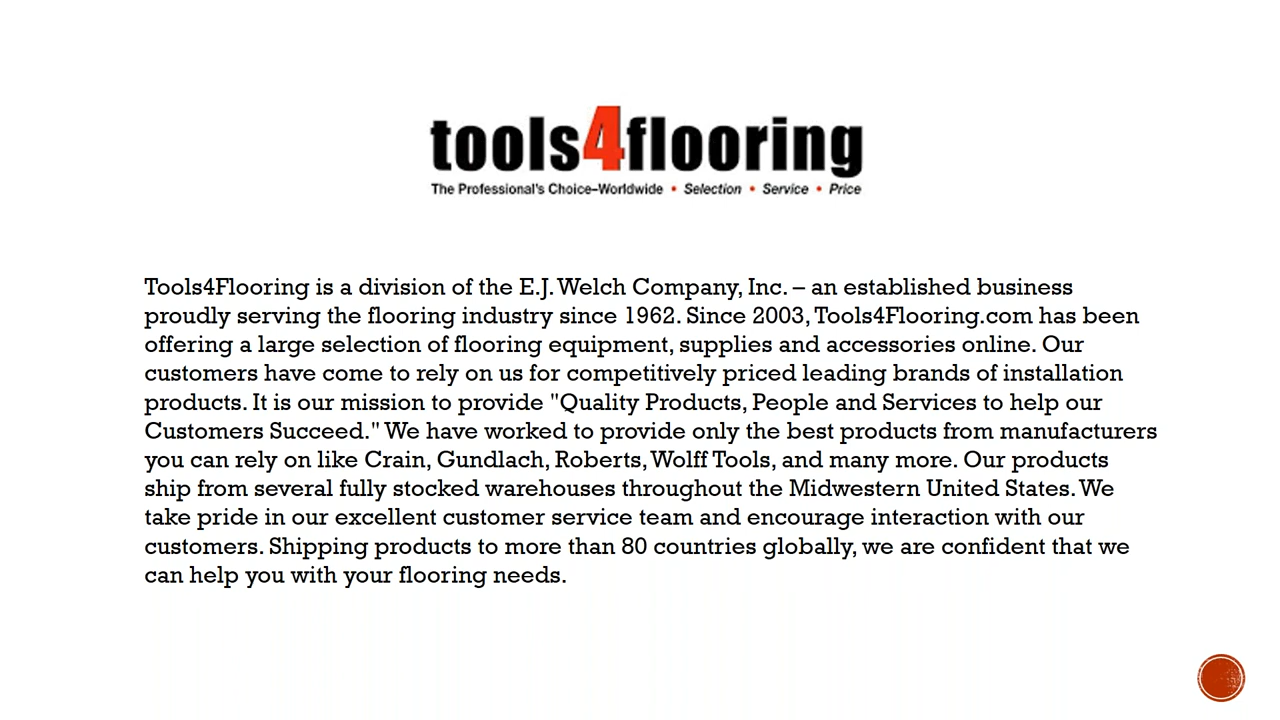 tools4flooring
The Professional's Choice–Worldwide • Selection • Service • Price
Tools4Flooring is a division of the E.J. Welch Company, Inc. – an established business
proudly serving the flooring industry since 1962. Since 2003, Tools4Flooring.com has been
offering a large selection of flooring equipment, supplies and accessories online. Our
customers have come to rely on us for competitively priced leading brands of installation
products. It is our mission to provide "Quality Products, People and Services to help our
Customers Succeed." We have worked to provide only the best products from manufacturers
you can rely on like Crain, Gundlach, Roberts, Wolff Tools, and many more. Our products
ship from several fully stocked warehouses throughout the Midwestern United States. We
take pride in our excellent customer service team and encourage interaction with our
customers. Shipping products to more than 80 countries globally, we are confident that we
can help you with your flooring needs.